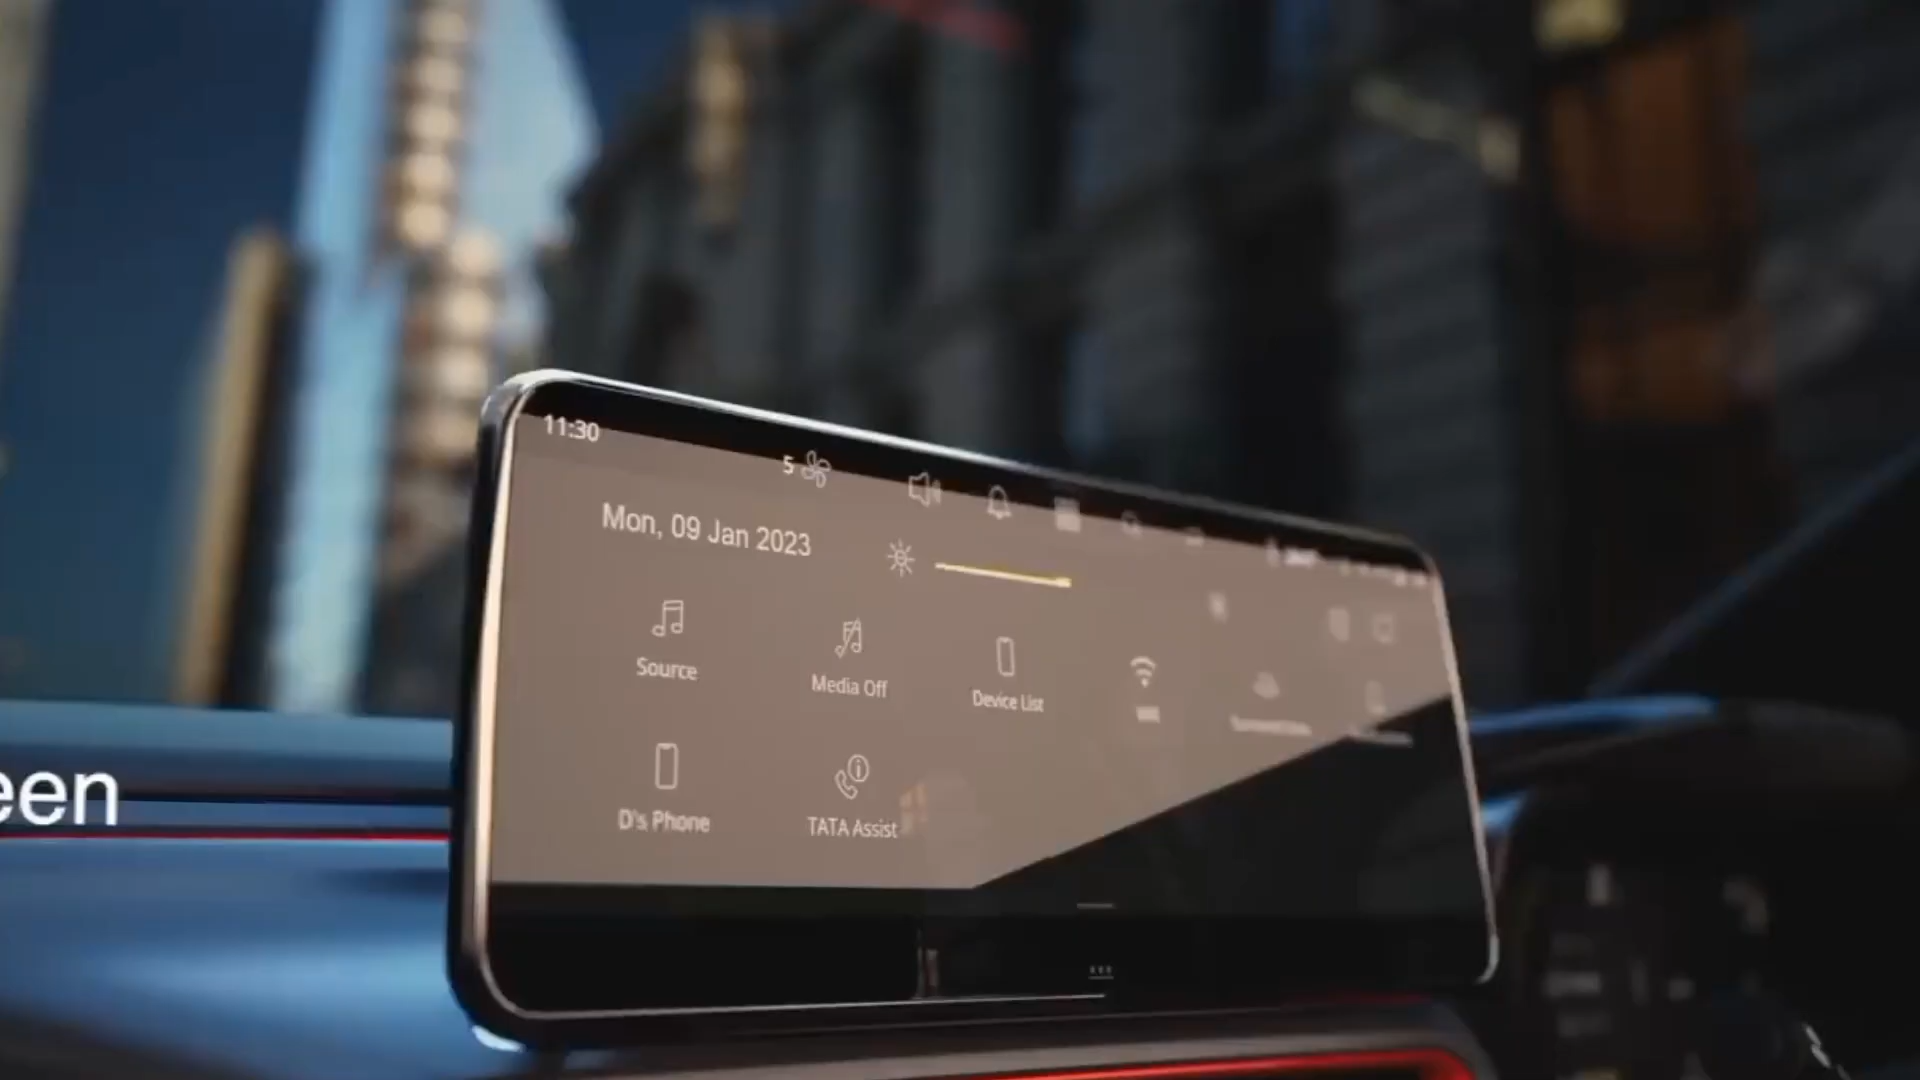 11:30
5
Mon, 09 Jan 2023
Source
Media Off
Device List
D's Phone
TATA Assist
een